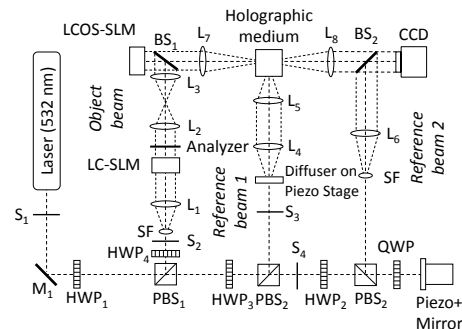 Holographic
medium
LCOS-SLM
BS1
L7
L8
BS2
CCD
L3
Object
beam
L2
Analyzer
LC-SLM
L1
SF
S2
HWP4
L5
L4
Reference
beam 1
Diffuser on
Piezo Stage
S3
L6
SF
Reference
beam 2
Laser (532 nm)
S1
M1
HWP1
PBS1
HWP3
PBS2
S4
HWP2
PBS2
QWP
Piezo+
Mirror